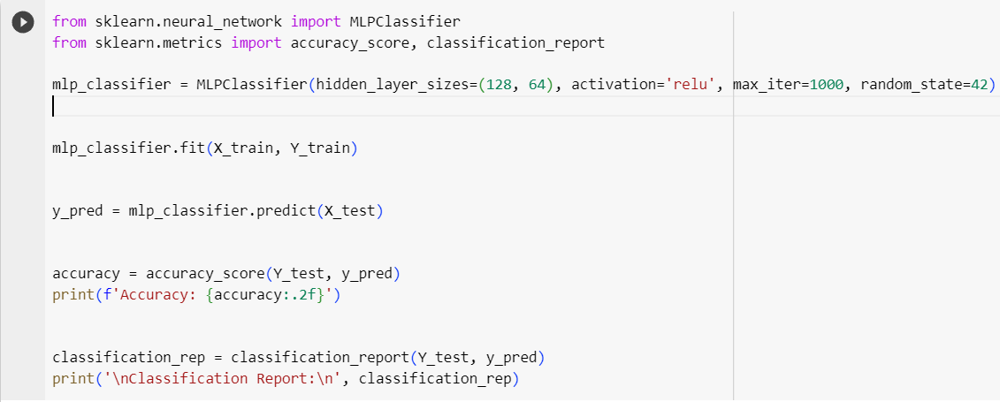 from sklearn.neural_network import MLPClassifier
from sklearn.metrics import accuracy_score, classification_report
mlp_classifier = MLPClassifier(hidden_layer_sizes=(128, 64), activation='relu', max_iter=1000, random_state=42)
mlp_classifier.fit(X_train, Y_train)
y_pred = mlp_classifier.predict(X_test)
accuracy = accuracy_score(Y_test, y_pred)
print(f'Accuracy: {accuracy:.2f}')
classification_rep = classification_report(Y_test, y_pred)
print('\nClassification Report:\n', classification_rep)